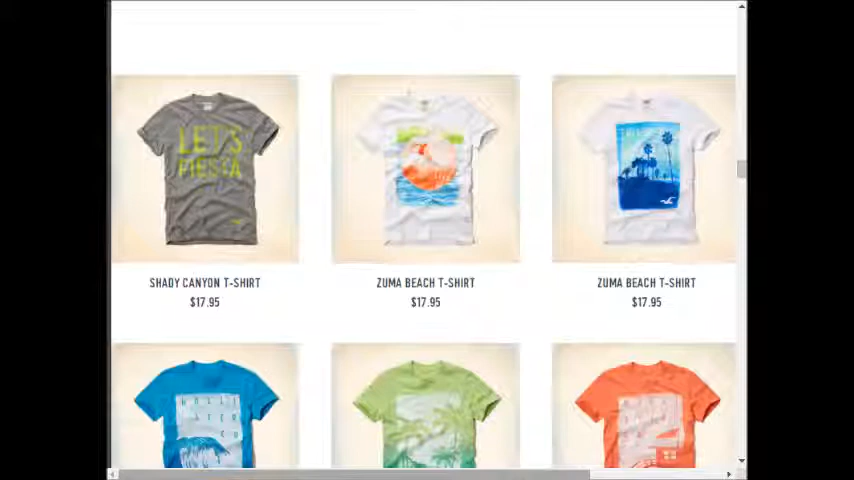 LET'S
FIESTA
SHADY CANYON T-SHIRT
$17.95
ZUMA BEACH T-SHIRT
$17.95
ZUMA BEACH T-SHIRT
$17.95